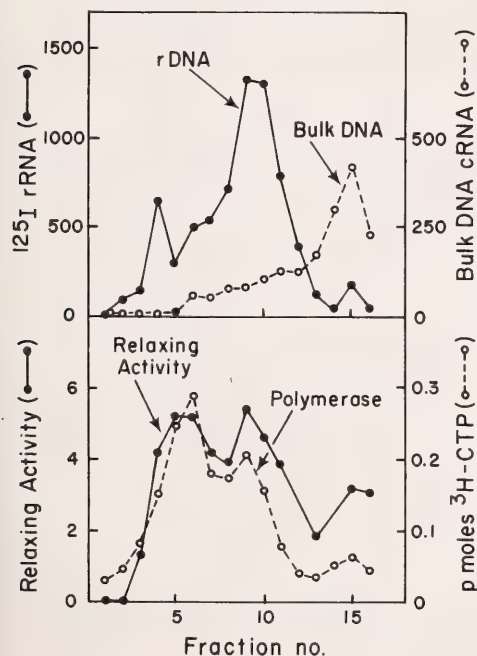 1500
1000
500
0
¹²⁵I rRNA (●—●)
rDNA
Bulk DNA
500
250
0
Bulk DNA cRNA (o---o)
6
4
2
0
Relaxing Activity (●—●)
Relaxing
Activity
Polymerase
0.3
0.2
0.1
0
p moles ³H-CTP (o---o)
5
10
15
Fraction no.